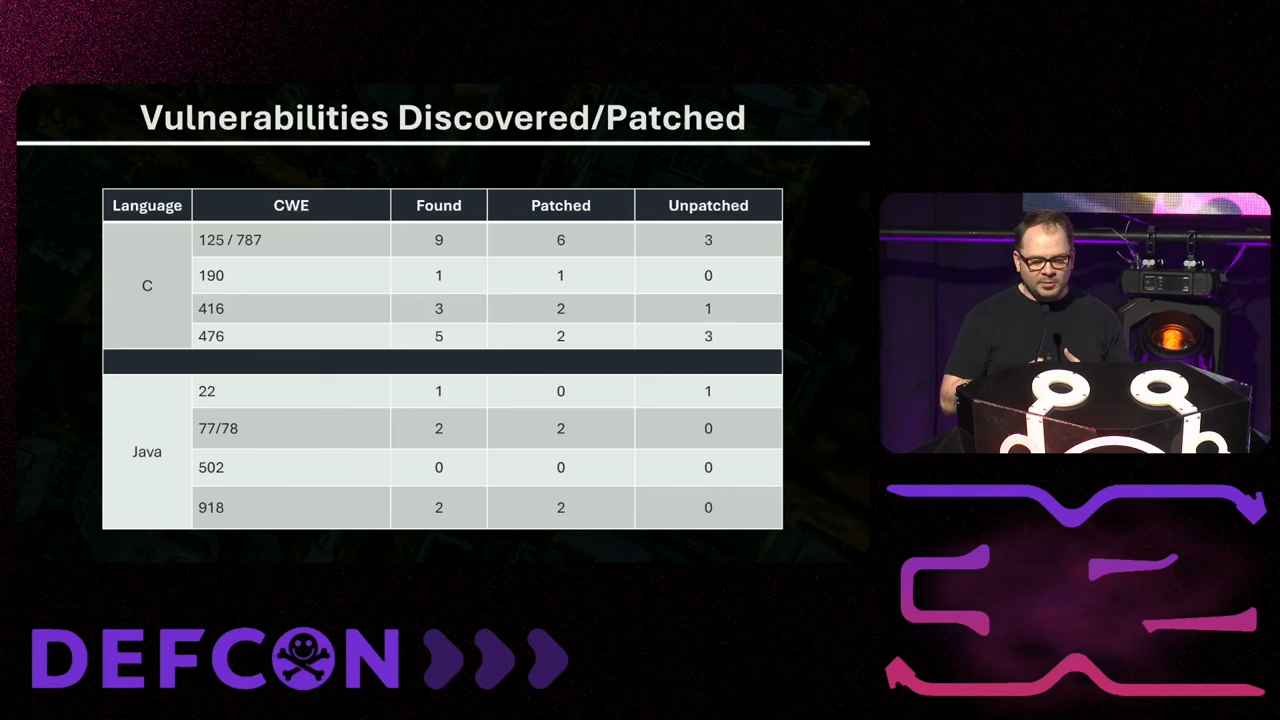 Vulnerabilities Discovered/Patched
Language CWE Found Patched Unpatched
C
125 / 787 9 6 3
190 1 1 0
416 3 2 1
476 5 2 3
Java
22 1 0 1
77/78 2 2 0
502 0 0 0
918 2 2 0
DEFCON